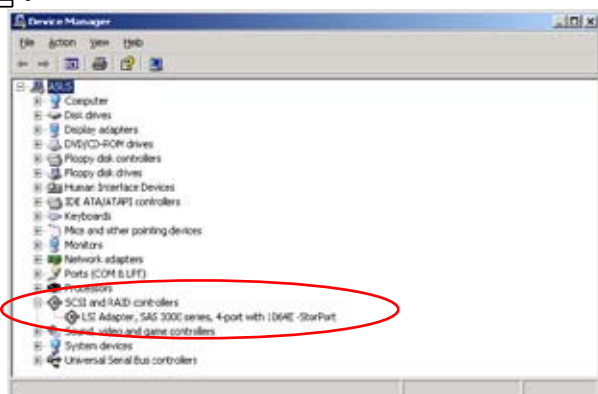 Device Manager
File Action View Help
ASUS
Computer
Disk drives
Display adapters
DVD/CD-ROM drives
Floppy disk controllers
Floppy disk drives
Human Interface Devices
IDE ATA/ATAPI controllers
Keyboards
Mice and other pointing devices
Monitors
Network adapters
Ports (COM & LPT)
Processors
SCSI and RAID controllers
LSI Adapter, SAS 3000 series, 4-port with 1064E -StorPort
Sound, video and game controllers
System devices
Universal Serial Bus controllers